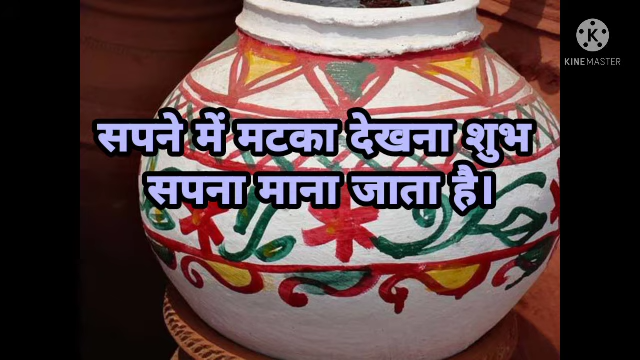 KINEMASTER
सपने में मटका देखना शुभ
सपना माना जाता है।